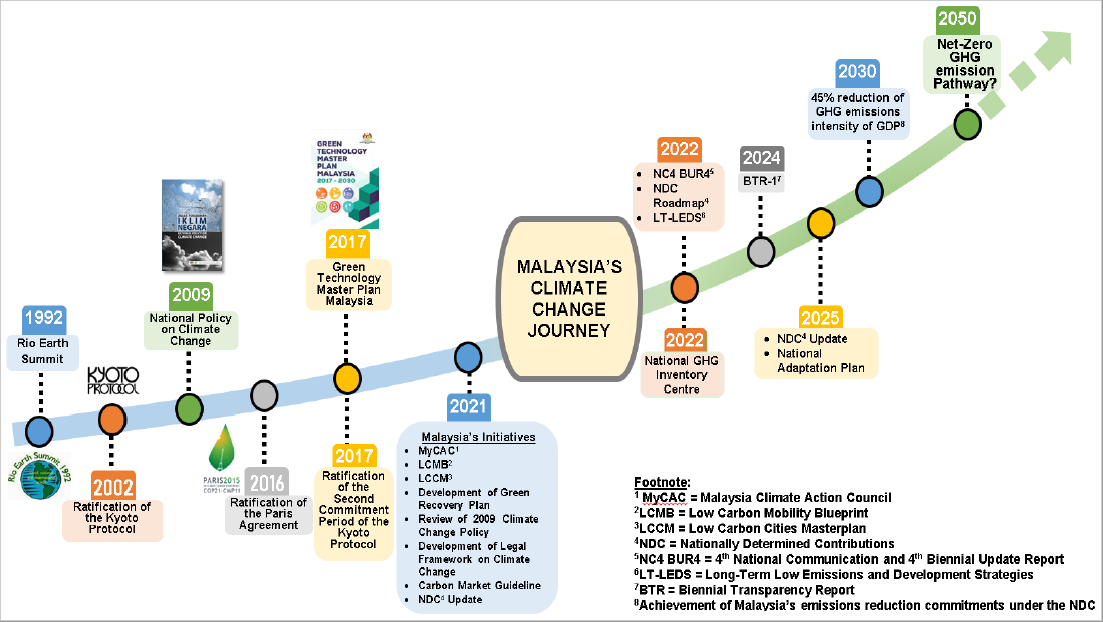 1992
Rio Earth
Summit
Rio Earth Summit 1992
KYOTO
PROTOCOL
2002
Ratification of
the Kyoto
Protocol
IKLIM
NEGARA
CLIMATE CHANGE
2009
National Policy
on Climate
Change
PARIS2015
COP21·CMP11
2016
Ratification of
the Paris
Agreement
GREEN
TECHNOLOGY
MASTER
PLAN
MALAYSIA
2017 - 2030
2017
Green
Technology
Master Plan
Malaysia
2017
Ratification
of the
Second
Commitment
Period of the
Kyoto
Protocol
2021
Malaysia's Initiatives
• MyCAC¹
• LCMB²
• LCCM³
• Development of Green
Recovery Plan
• Review of 2009 Climate
Change Policy
• Development of Legal
Framework on Climate
Change
• Carbon Market Guideline
• NDC⁴ Update
MALAYSIA'S
CLIMATE
CHANGE
JOURNEY
2022
• NC4 BUR4⁵
• NDC
Roadmap⁴
• LT-LEDS⁶
2022
National GHG
Inventory
Centre
2024
BTR-1⁷
2025
• NDC⁴ Update
• National
Adaptation Plan
2030
45% reduction of
GHG emissions
intensity of GDP⁸
2050
Net-Zero
GHG
emission
Pathway?
Footnote:
¹ MyCAC = Malaysia Climate Action Council
²LCMB = Low Carbon Mobility Blueprint
³LCCM = Low Carbon Cities Masterplan
⁴NDC = Nationally Determined Contributions
⁵NC4 BUR4 = 4th National Communication and 4th Biennial Update Report
⁶LT-LEDS = Long-Term Low Emissions and Development Strategies
⁷BTR = Biennial Transparency Report
⁸Achievement of Malaysia's emissions reduction commitments under the NDC